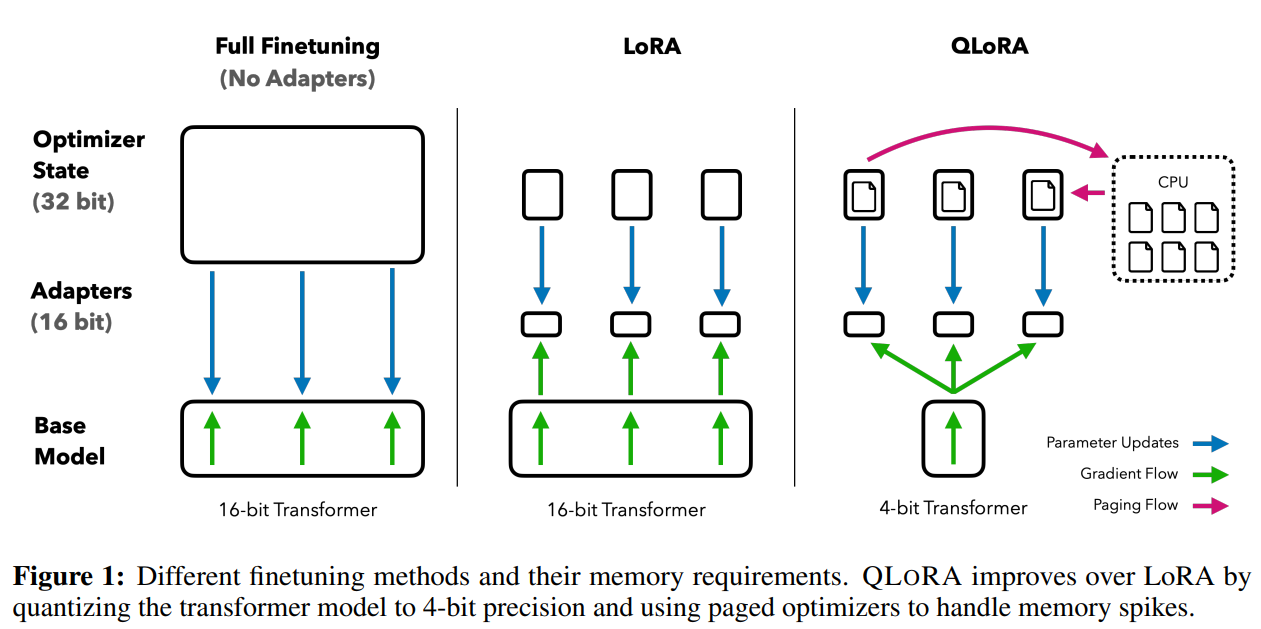 Full Finetuning
(No Adapters)
LoRA
QLoRA
Optimizer
State
(32 bit)
CPU
Adapters
(16 bit)
Base
Model
Parameter Updates
Gradient Flow
Paging Flow
16-bit Transformer
16-bit Transformer
4-bit Transformer
Figure 1: Different finetuning methods and their memory requirements. QLORA improves over LoRA by
quantizing the transformer model to 4-bit precision and using paged optimizers to handle memory spikes.